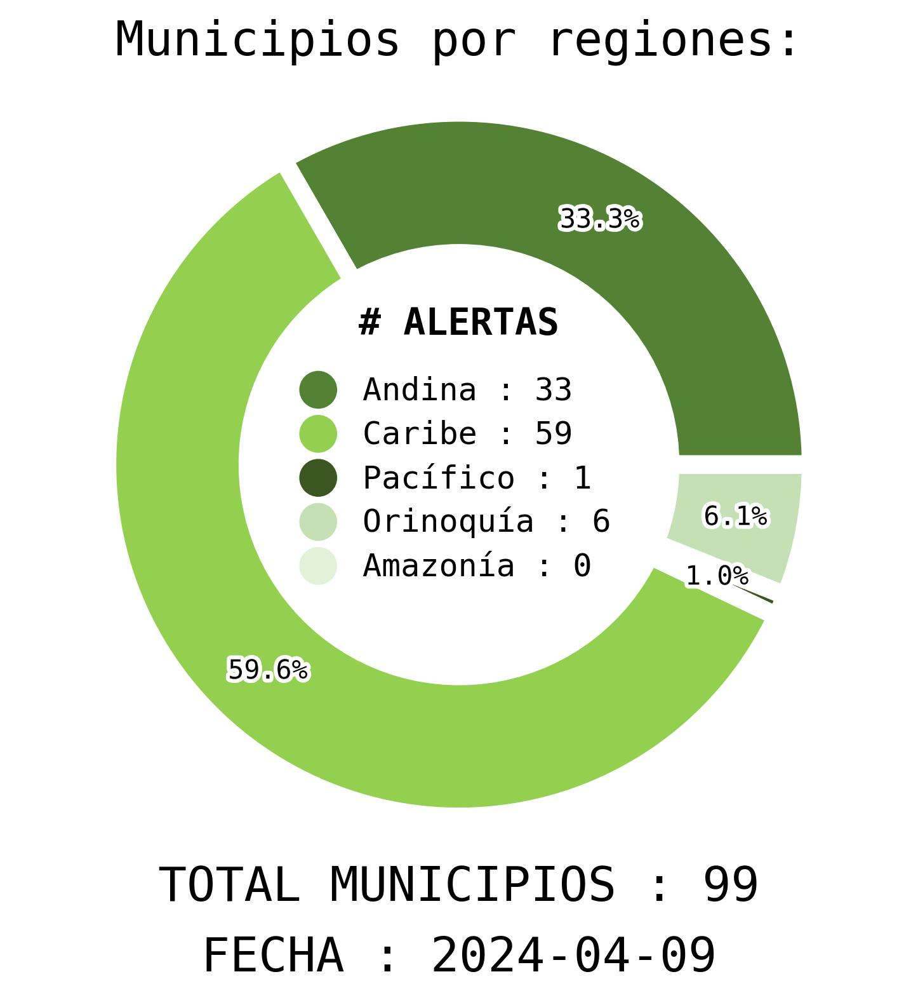 Municipios por regiones:
33.3%
# ALERTAS
Andina : 33
Caribe : 59
Pacífico : 1
Orinoquía : 6
Amazonía : 0
6.1%
1.0%
59.6%
TOTAL MUNICIPIOS : 99
FECHA : 2024-04-09